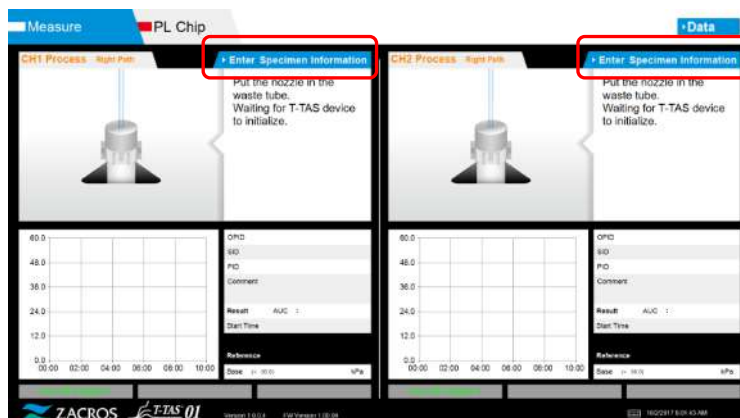 Measure
PL Chip
Data
CH1 Process Right Path
Enter Specimen Information
Put the nozzle in the
waste tube.
Waiting for T-TAS device
to initialize.
60.0
48.0
36.0
24.0
12.0
0.0
00:00 02:00 04:00 06:00 08:00 10:00
OPID
SID
PID
Comment
Result AUC :
Start Time
Reference
Base kPa
CH2 Process Right Path
Enter Specimen Information
Put the nozzle in the
waste tube.
Waiting for T-TAS device
to initialize.
60.0
48.0
36.0
24.0
12.0
0.0
00:00 02:00 04:00 06:00 08:00 10:00
OPID
SID
PID
Comment
Result AUC :
Start Time
Reference
Base kPa
ZACROS T-TAS 01